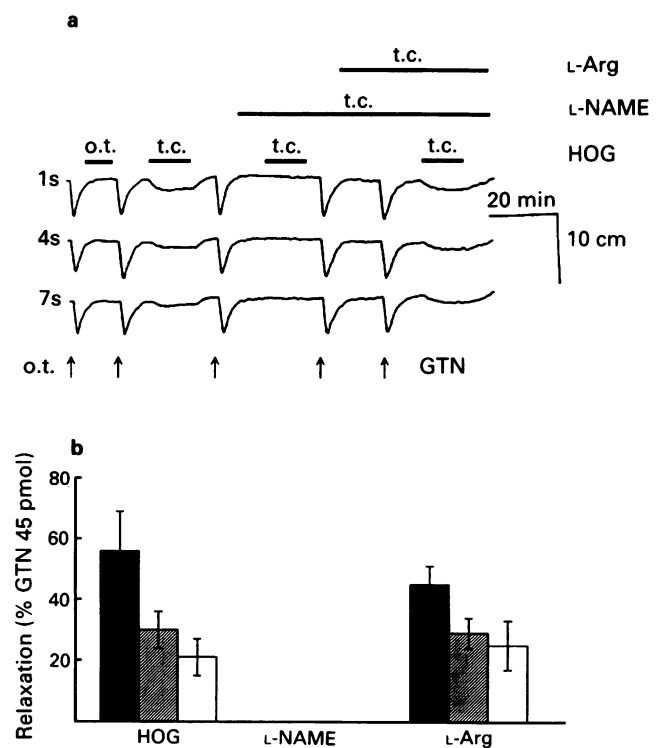 a
t.c.
L-Arg
t.c.
L-NAME
o.t. t.c. t.c. t.c. HOG
1s
20 min
4s
10 cm
7s
o.t. GTN
b
Relaxation (% GTN 45 pmol)
80
60
40
20
HOG L-NAME L-Arg